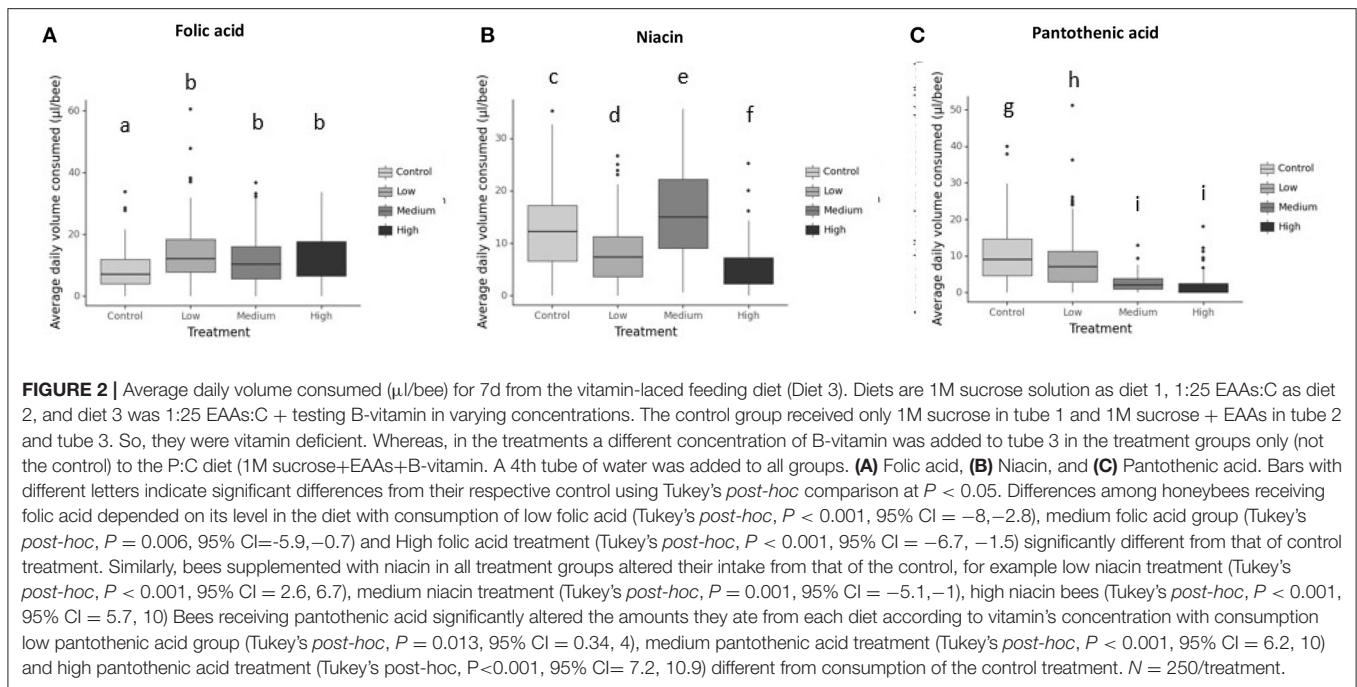 A
Folic acid
Average daily volume consumed (µl/bee)
60
40
20
0
a
b
b
b
Control
Low
Medium
High
Treatment
Control
Low
Medium
High
B
Niacin
Average daily volume consumed (µl/bee)
30
20
10
0
c
d
e
f
Control
Low
Medium
High
Treatment
Control
Low
Medium
High
C
Pantothenic acid
Average daily volume consumed (µl/bee)
50
40
30
20
10
0
g
h
i
i
Control
Low
Medium
High
Treatment
Control
Low
Medium
High
FIGURE 2 | Average daily volume consumed (µl/bee) for 7d from the vitamin-laced feeding diet (Diet 3). Diets are 1M sucrose solution as diet 1, 1:25 EAAs:C as diet
2, and diet 3 was 1:25 EAAs:C + testing B-vitamin in varying concentrations. The control group received only 1M sucrose in tube 1 and 1M sucrose + EAAs in tube 2
and tube 3. So, they were vitamin deficient. Whereas, in the treatments a different concentration of B-vitamin was added to tube 3 in the treatment groups only (not
the control) to the P:C diet (1M sucrose+EAAs+B-vitamin. A 4th tube of water was added to all groups. (A) Folic acid, (B) Niacin, and (C) Pantothenic acid. Bars with
different letters indicate significant differences from their respective control using Tukey's post-hoc comparison at P < 0.05. Differences among honeybees receiving
folic acid depended on its level in the diet with consumption of low folic acid (Tukey's post-hoc, P < 0.001, 95% CI = −8,−2.8), medium folic acid group (Tukey's
post-hoc, P = 0.006, 95% CI=-5.9,−0.7) and High folic acid treatment (Tukey's post-hoc, P < 0.001, 95% CI = −6.7, −1.5) significantly different from that of control
treatment. Similarly, bees supplemented with niacin in all treatment groups altered their intake from that of the control, for example low niacin treatment (Tukey's
post-hoc, P < 0.001, 95% CI = 2.6, 6.7), medium niacin treatment (Tukey's post-hoc, P = 0.001, 95% CI = −5.1,−1), high niacin bees (Tukey's post-hoc, P < 0.001,
95% CI = 5.7, 10) Bees receiving pantothenic acid significantly altered the amounts they ate from each diet according to vitamin's concentration with consumption
low pantothenic acid group (Tukey's post-hoc, P = 0.013, 95% CI = 0.34, 4), medium pantothenic acid treatment (Tukey's post-hoc, P < 0.001, 95% CI = 6.2, 10)
and high pantothenic acid treatment (Tukey's post-hoc, P<0.001, 95% CI= 7.2, 10.9) different from consumption of the control treatment. N = 250/treatment.